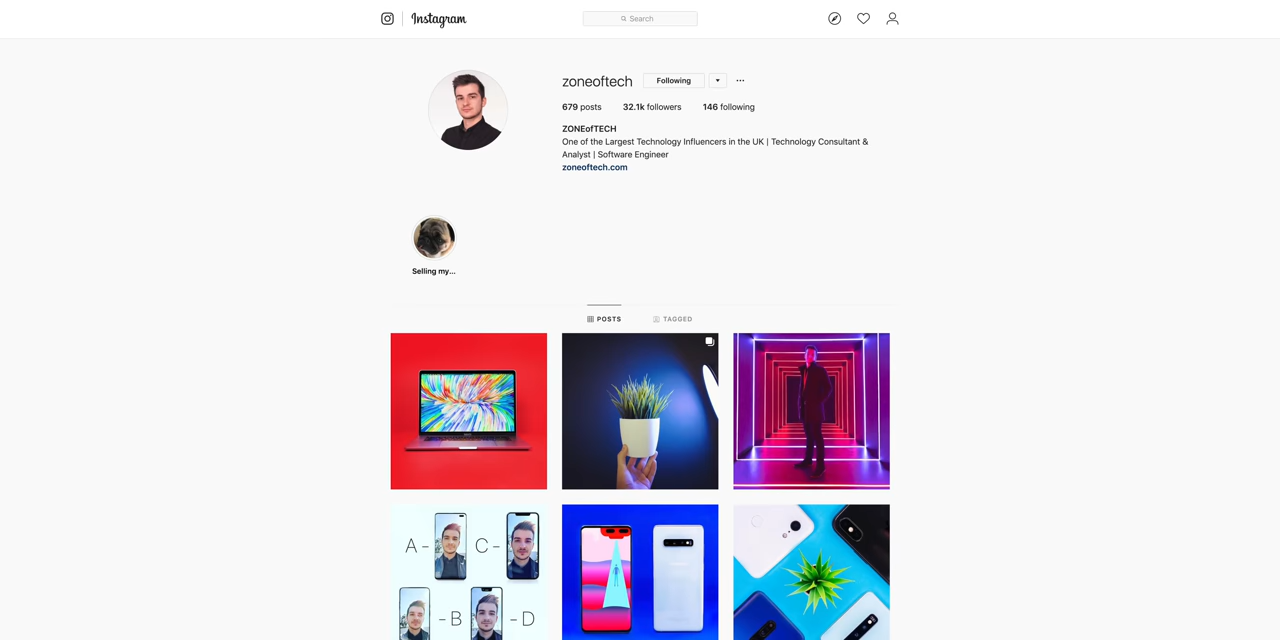 Instagram
Search
zoneoftech Following
679 posts 32.1k followers 146 following
ZONEofTECH
One of the Largest Technology Influencers in the UK | Technology Consultant &
Analyst | Software Engineer
zoneoftech.com
Selling my...
POSTS TAGGED
A - C -
- B - D